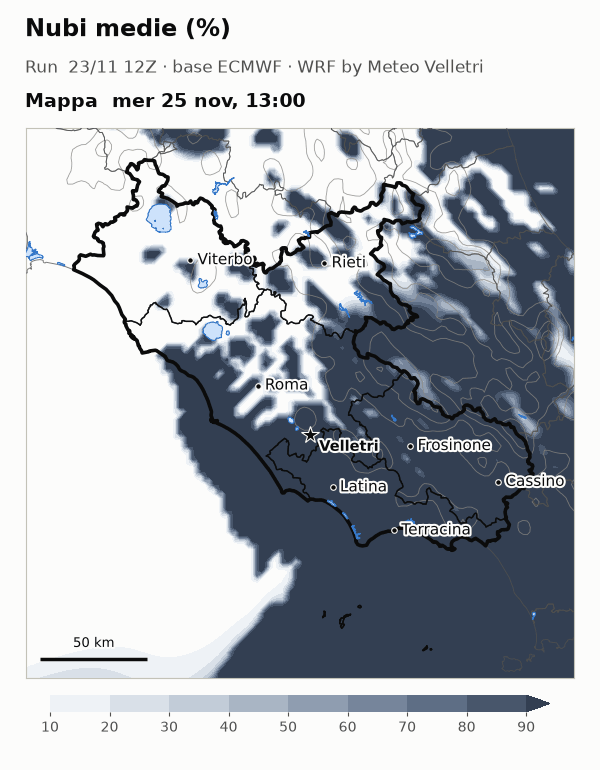 Nubi medie (%)
Run  23/11 12Z · base ECMWF · WRF by Meteo Velletri
Mappa  mer 25 nov, 13:00
Viterbo
Rieti
Roma
Velletri
Frosinone
Latina
Cassino
Terracina
50 km
10 20 30 40 50 60 70 80 90